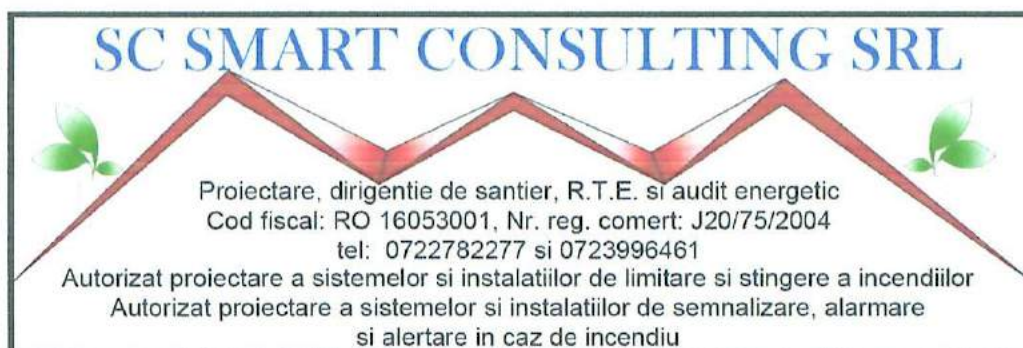 SC SMART CONSULTING SRL
Proiectare, dirigentie de santier, R.T.E. si audit energetic
Cod fiscal: RO 16053001, Nr. reg. comert: J20/75/2004
tel: 0722782277 si 0723996461
Autorizat proiectare a sistemelor si instalatiilor de limitare si stingere a incendiilor
Autorizat proiectare a sistemelor si instalatiilor de semnalizare, alarmare
si alertare in caz de incendiu